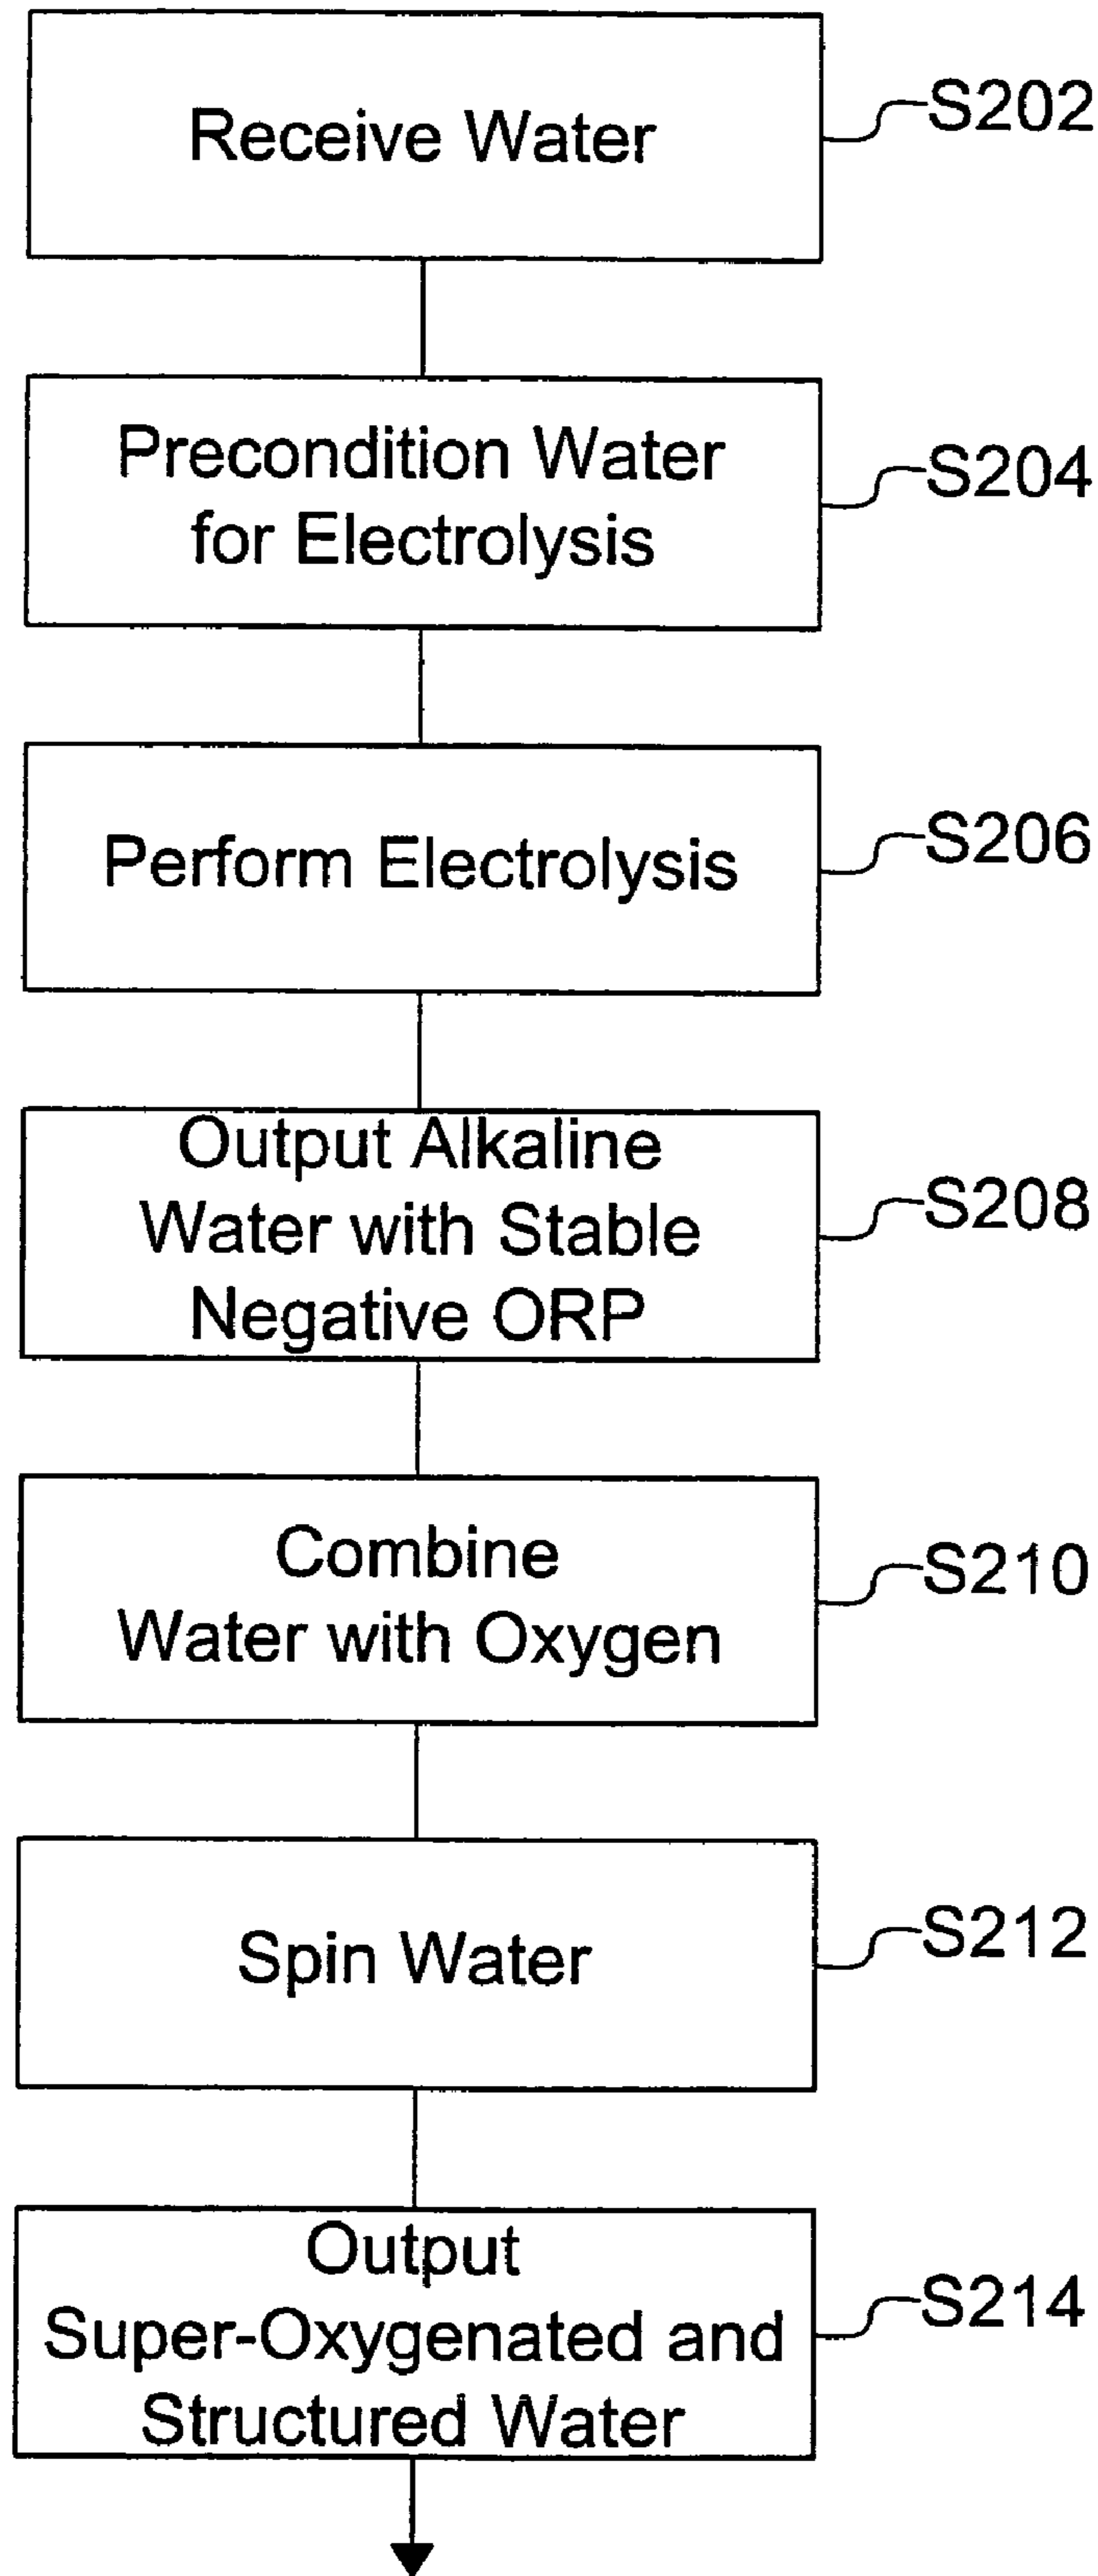 Receive Water
S202
Precondition Water
for Electrolysis
S204
Perform Electrolysis
S206
Output Alkaline
Water with Stable
Negative ORP
S208
Combine
Water with Oxygen
S210
Spin Water
S212
Output
Super-Oxygenated and
Structured Water
S214